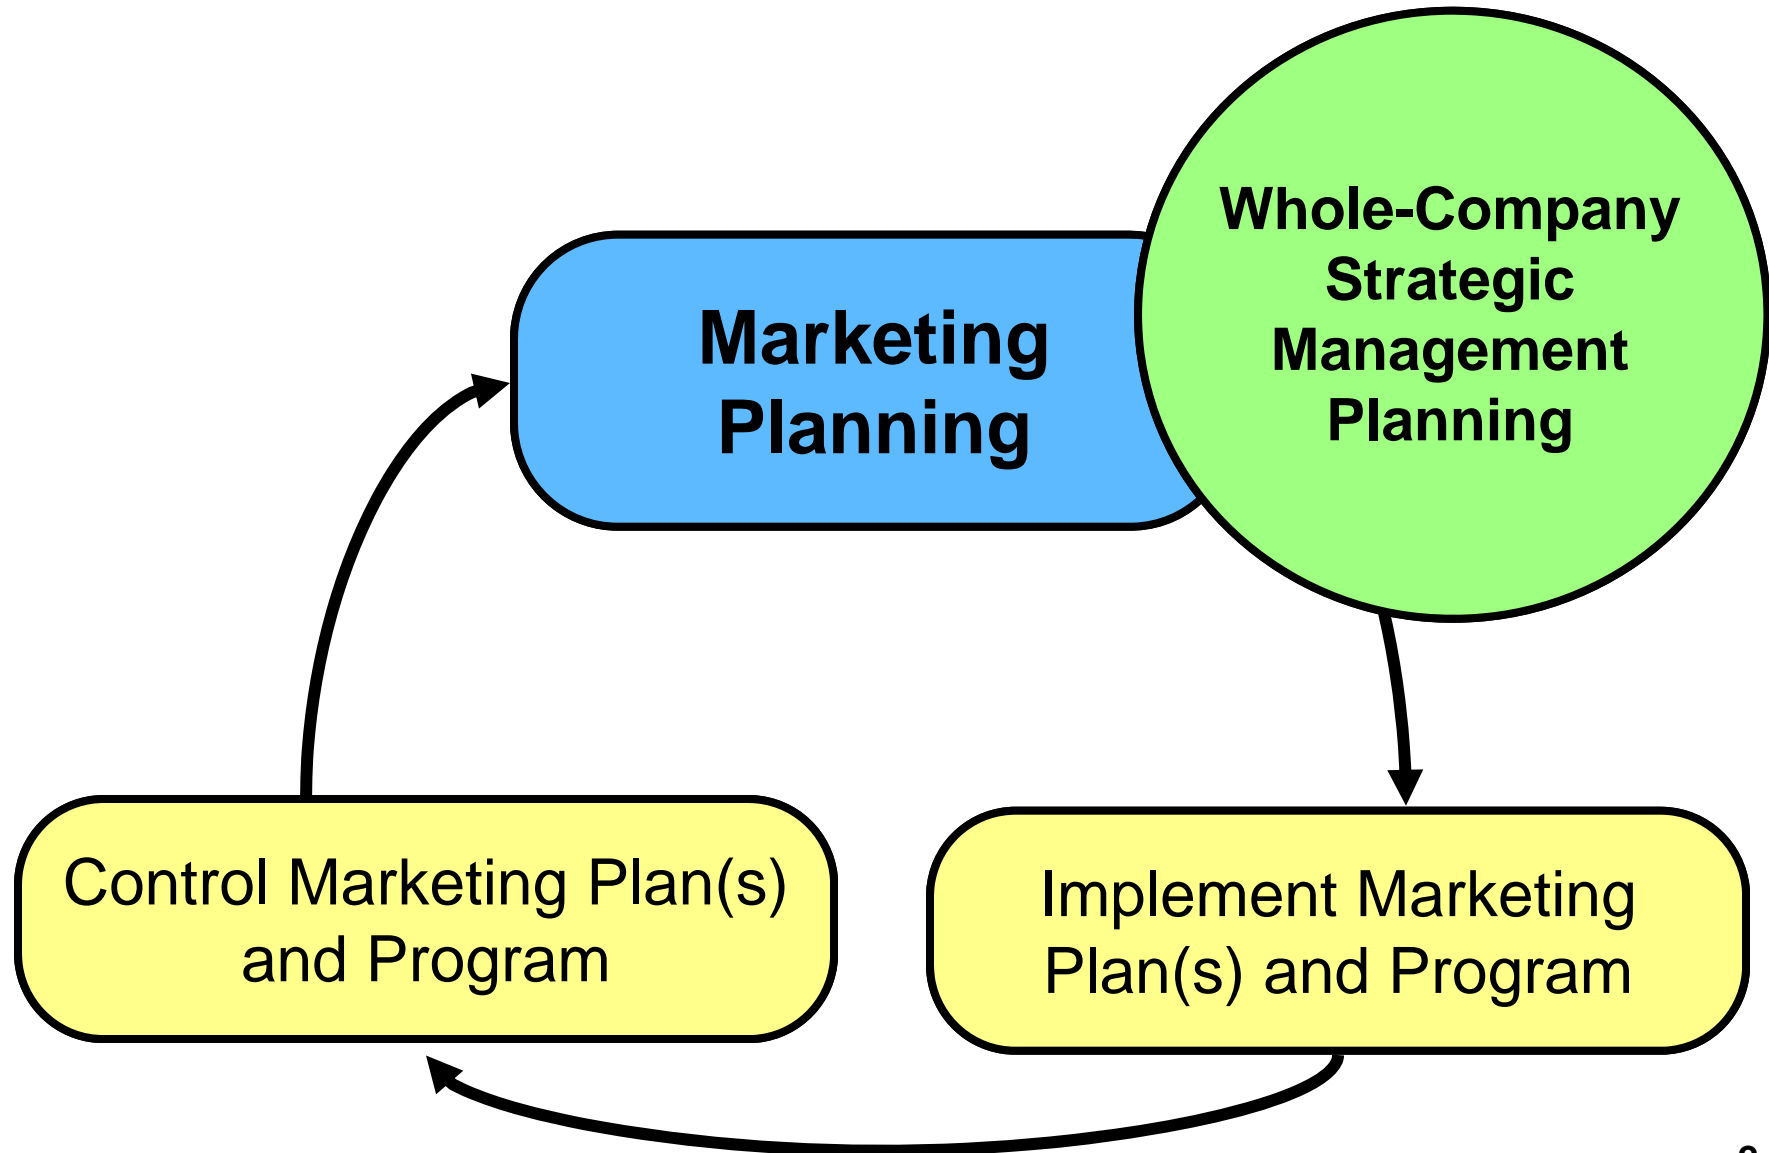 Whole-Company
Strategic
Management
Planning
Marketing
Planning
Control Marketing Plan(s)
and Program
Implement Marketing
Plan(s) and Program